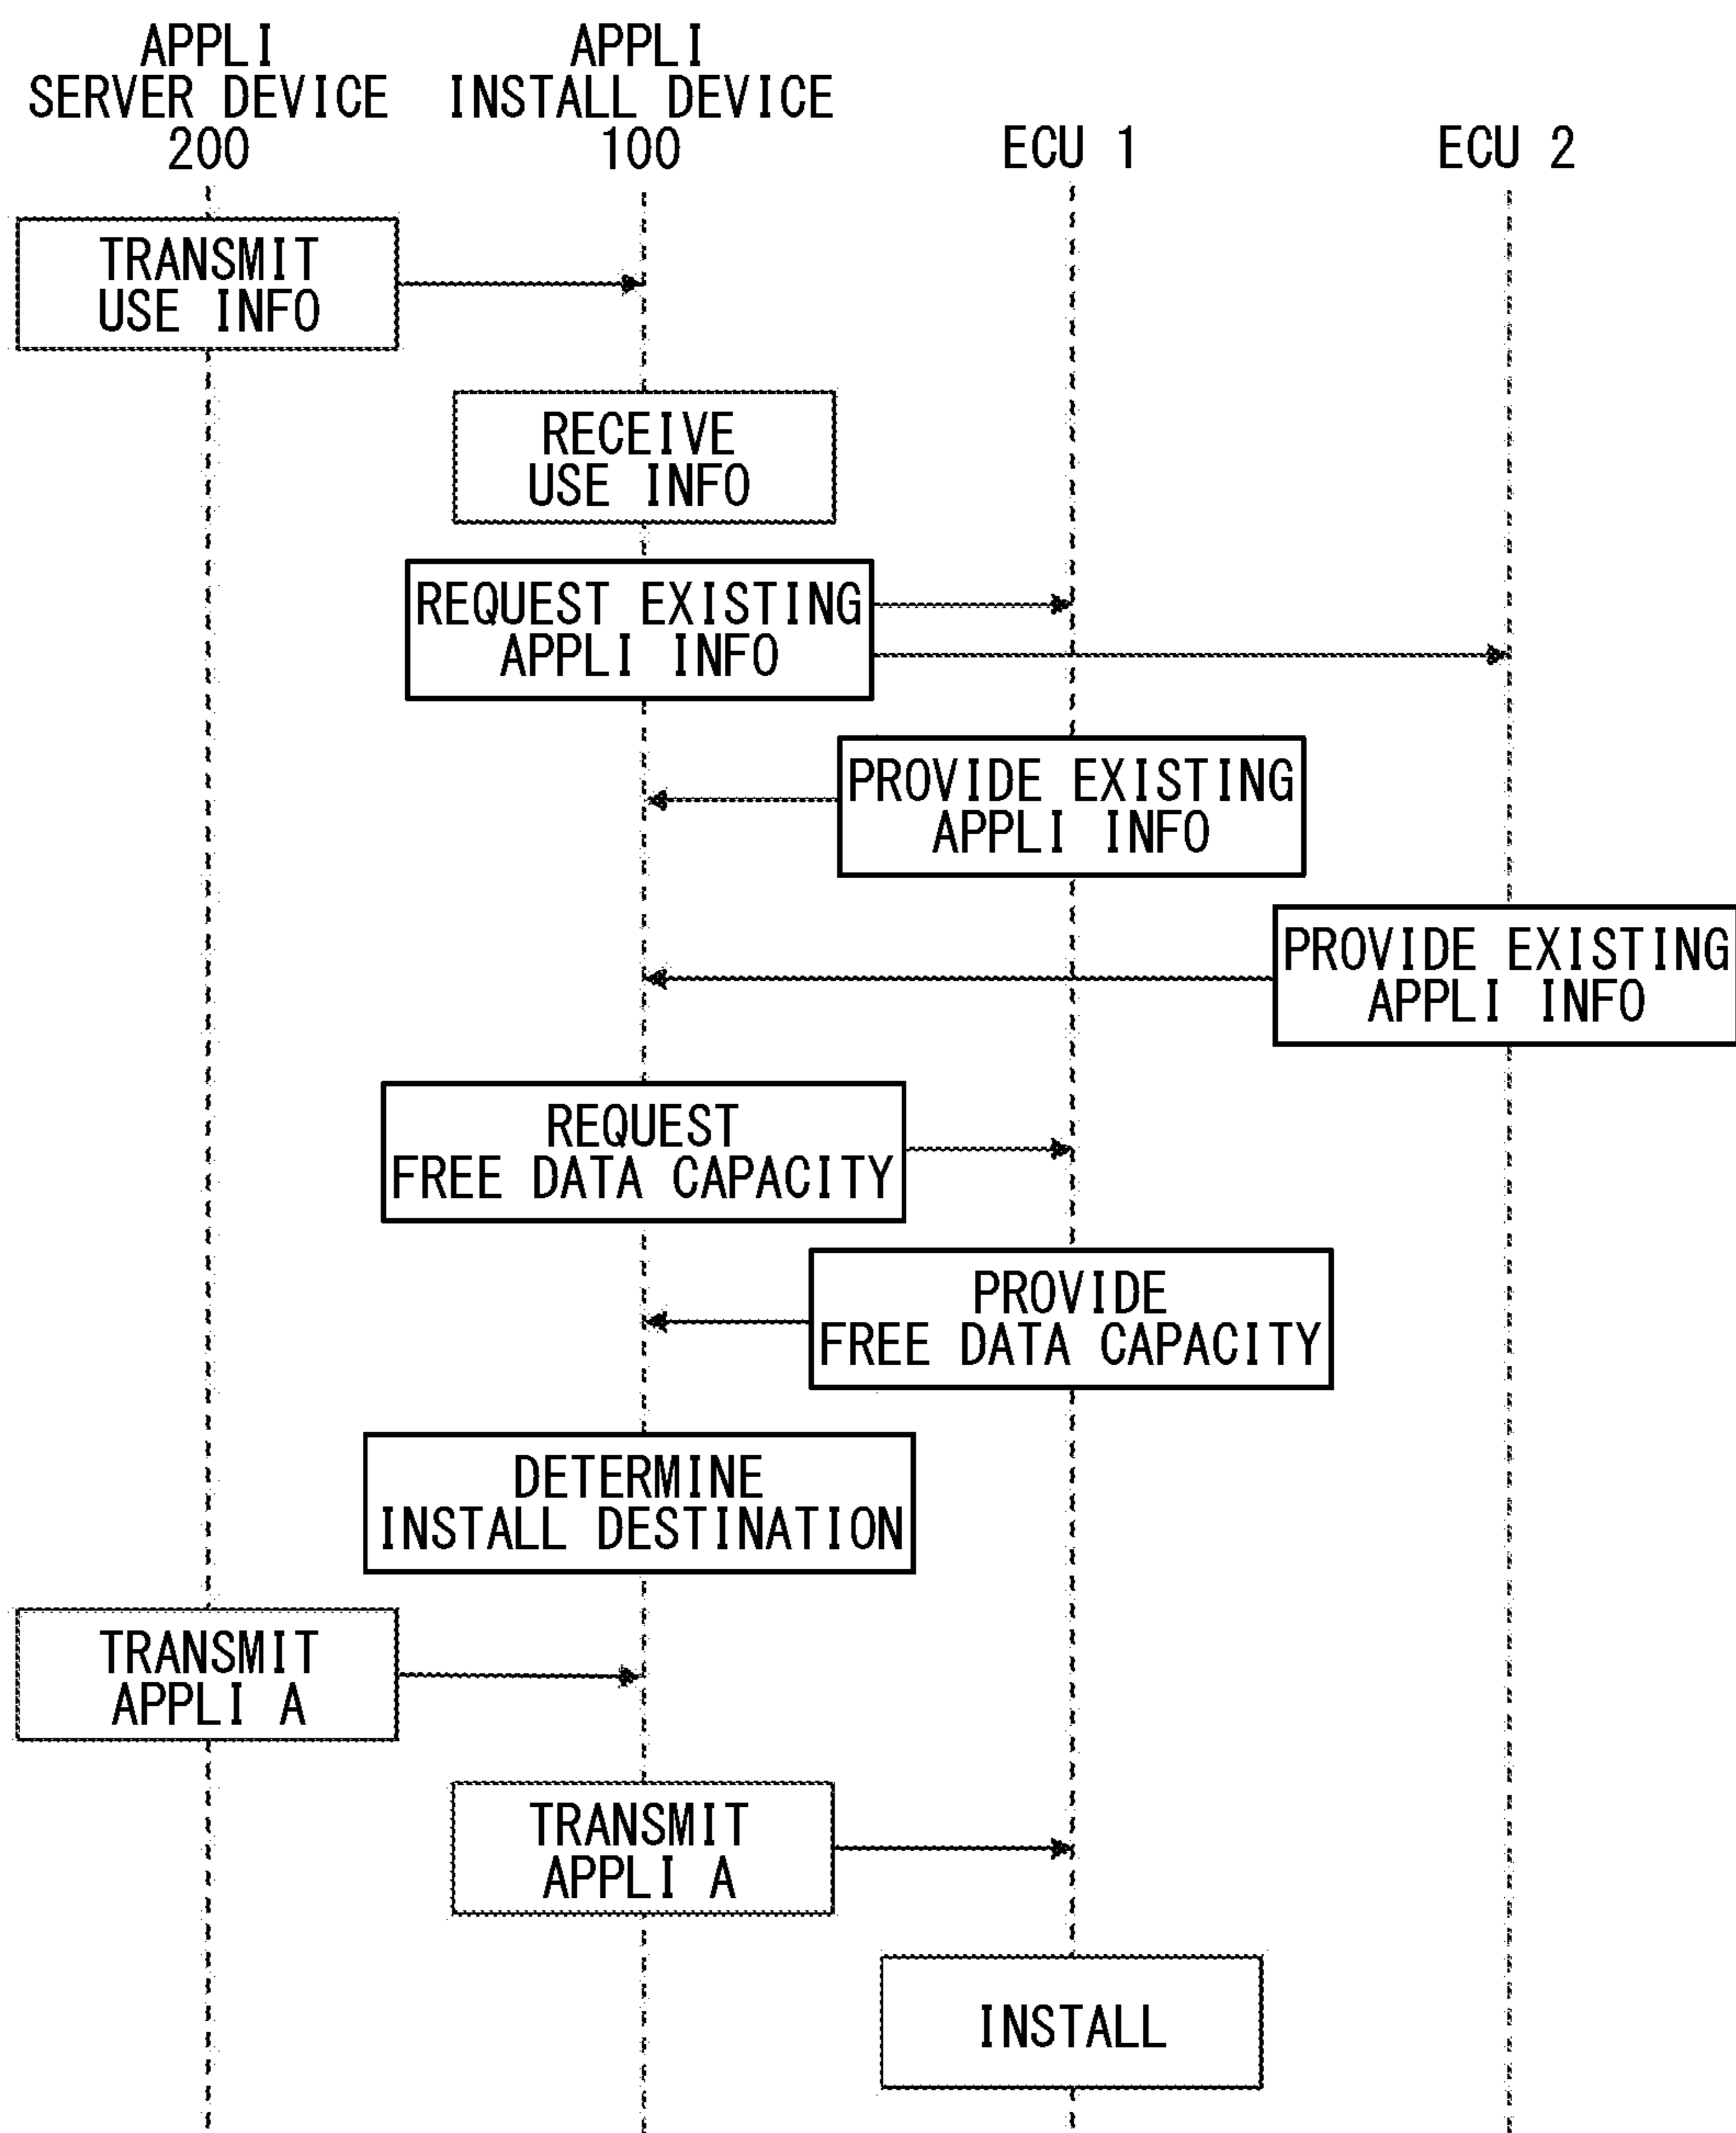 APPLI
SERVER DEVICE
200
APPLI
INSTALL DEVICE
100
ECU 1
ECU 2
TRANSMIT
USE INFO
RECEIVE
USE INFO
REQUEST EXISTING
APPLI INFO
PROVIDE EXISTING
APPLI INFO
PROVIDE EXISTING
APPLI INFO
REQUEST
FREE DATA CAPACITY
PROVIDE
FREE DATA CAPACITY
DETERMINE
INSTALL DESTINATION
TRANSMIT
APPLI A
TRANSMIT
APPLI A
INSTALL